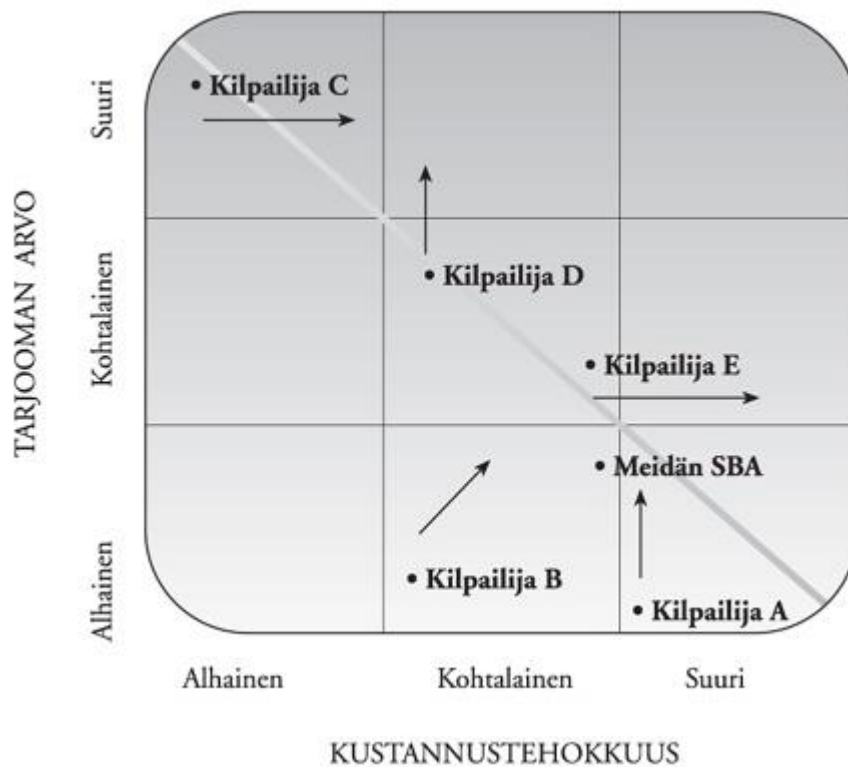 TARJOOMAN ARVO
Suuri
Kohtalainen
Alhainen
• Kilpailija C
• Kilpailija D
• Kilpailija E
• Meidän SBA
• Kilpailija B
• Kilpailija A
Alhainen
Kohtalainen
Suuri
KUSTANNUSTEHOKKUUS